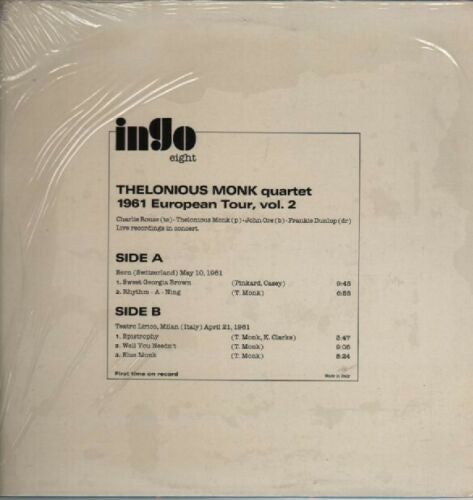 ingo
eight
THELONIOUS MONK quartet
1961 European Tour, vol. 2
Charlie Rouse (ts) - Thelonious Monk (p) - John Ore (b) - Frankie Dunlop (dr)
Live recordings in concert.
SIDE A
Bern (Switzerland) May 10, 1961
1. Sweet Georgia Brown (Pinkard, Casey) 9:45
2. Rhythm - A - Ning (T. Monk) 6:55
SIDE B
Teatro Lirico, Milan (Italy) April 21, 1961
1. Epistrophy (T. Monk, K. Clarke) 5:47
2. Well You Needn't (T. Monk) 9:06
3. Blue Monk (T. Monk) 8:24
First time on record Made in Italy